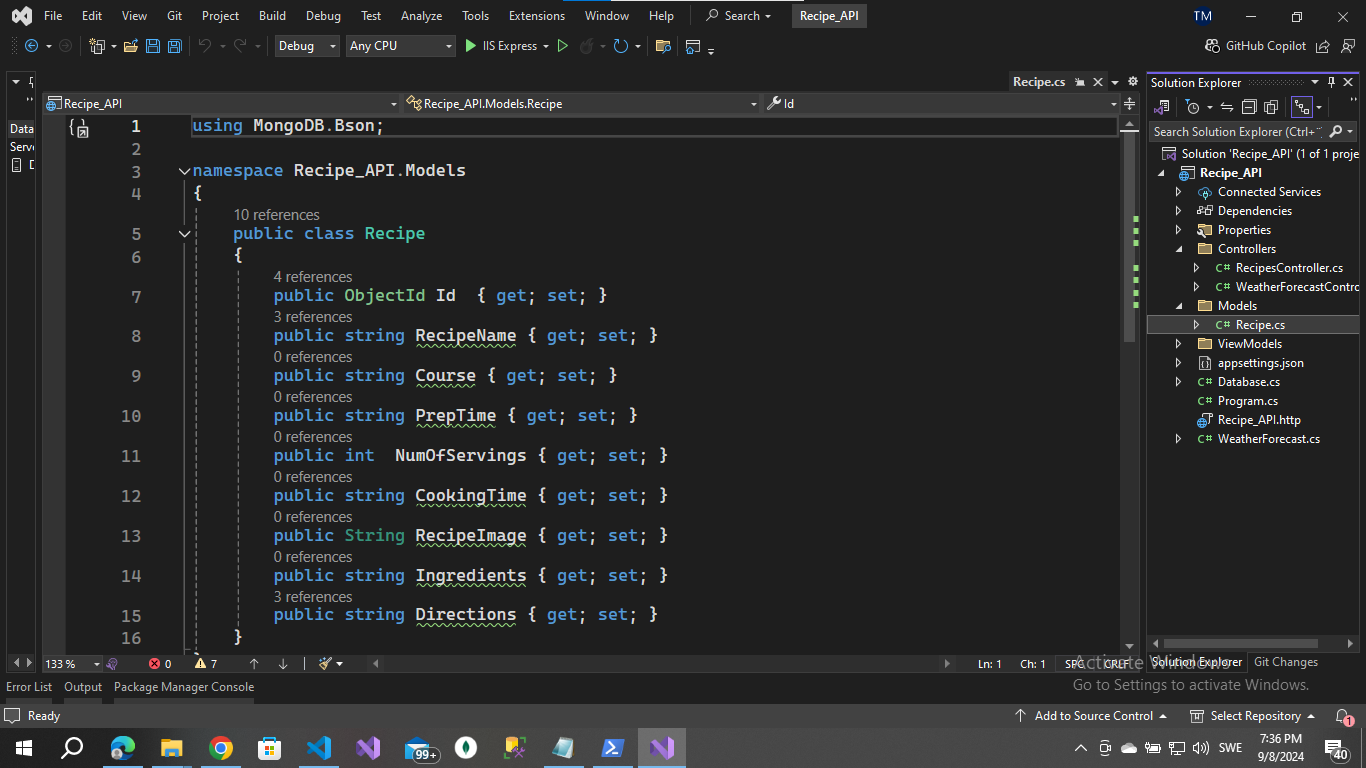 File Edit View Git Project Build Debug Test Analyze Tools Extensions Window Help Search Recipe_API TM
Debug Any CPU IIS Express GitHub Copilot
Recipe.cs Solution Explorer
Recipe_API Recipe_API.Models.Recipe Id
Data
Serv
Search Solution Explorer (Ctrl+
Solution 'Recipe_API' (1 of 1 proje
Recipe_API
Connected Services
Dependencies
Properties
Controllers
C# RecipesController.cs
C# WeatherForecastContro
Models
C# Recipe.cs
ViewModels
appsettings.json
C# Database.cs
C# Program.cs
Recipe_API.http
C# WeatherForecast.cs
1 using MongoDB.Bson;
2
3 namespace Recipe_API.Models
4 {
10 references
5 public class Recipe
6 {
4 references
7 public ObjectId Id { get; set; }
3 references
8 public string RecipeName { get; set; }
0 references
9 public string Course { get; set; }
0 references
10 public string PrepTime { get; set; }
0 references
11 public int NumOfServings { get; set; }
0 references
12 public string CookingTime { get; set; }
0 references
13 public String RecipeImage { get; set; }
0 references
14 public string Ingredients { get; set; }
3 references
15 public string Directions { get; set; }
16 }
133 % 0 7 Ln: 1 Ch: 1 SPC CRLF
Solution Explorer Git Changes
Activate Windows
Go to Settings to activate Windows.
Error List Output Package Manager Console
Ready Add to Source Control Select Repository 1
99+ SWE 7:36 PM
9/8/2024 40